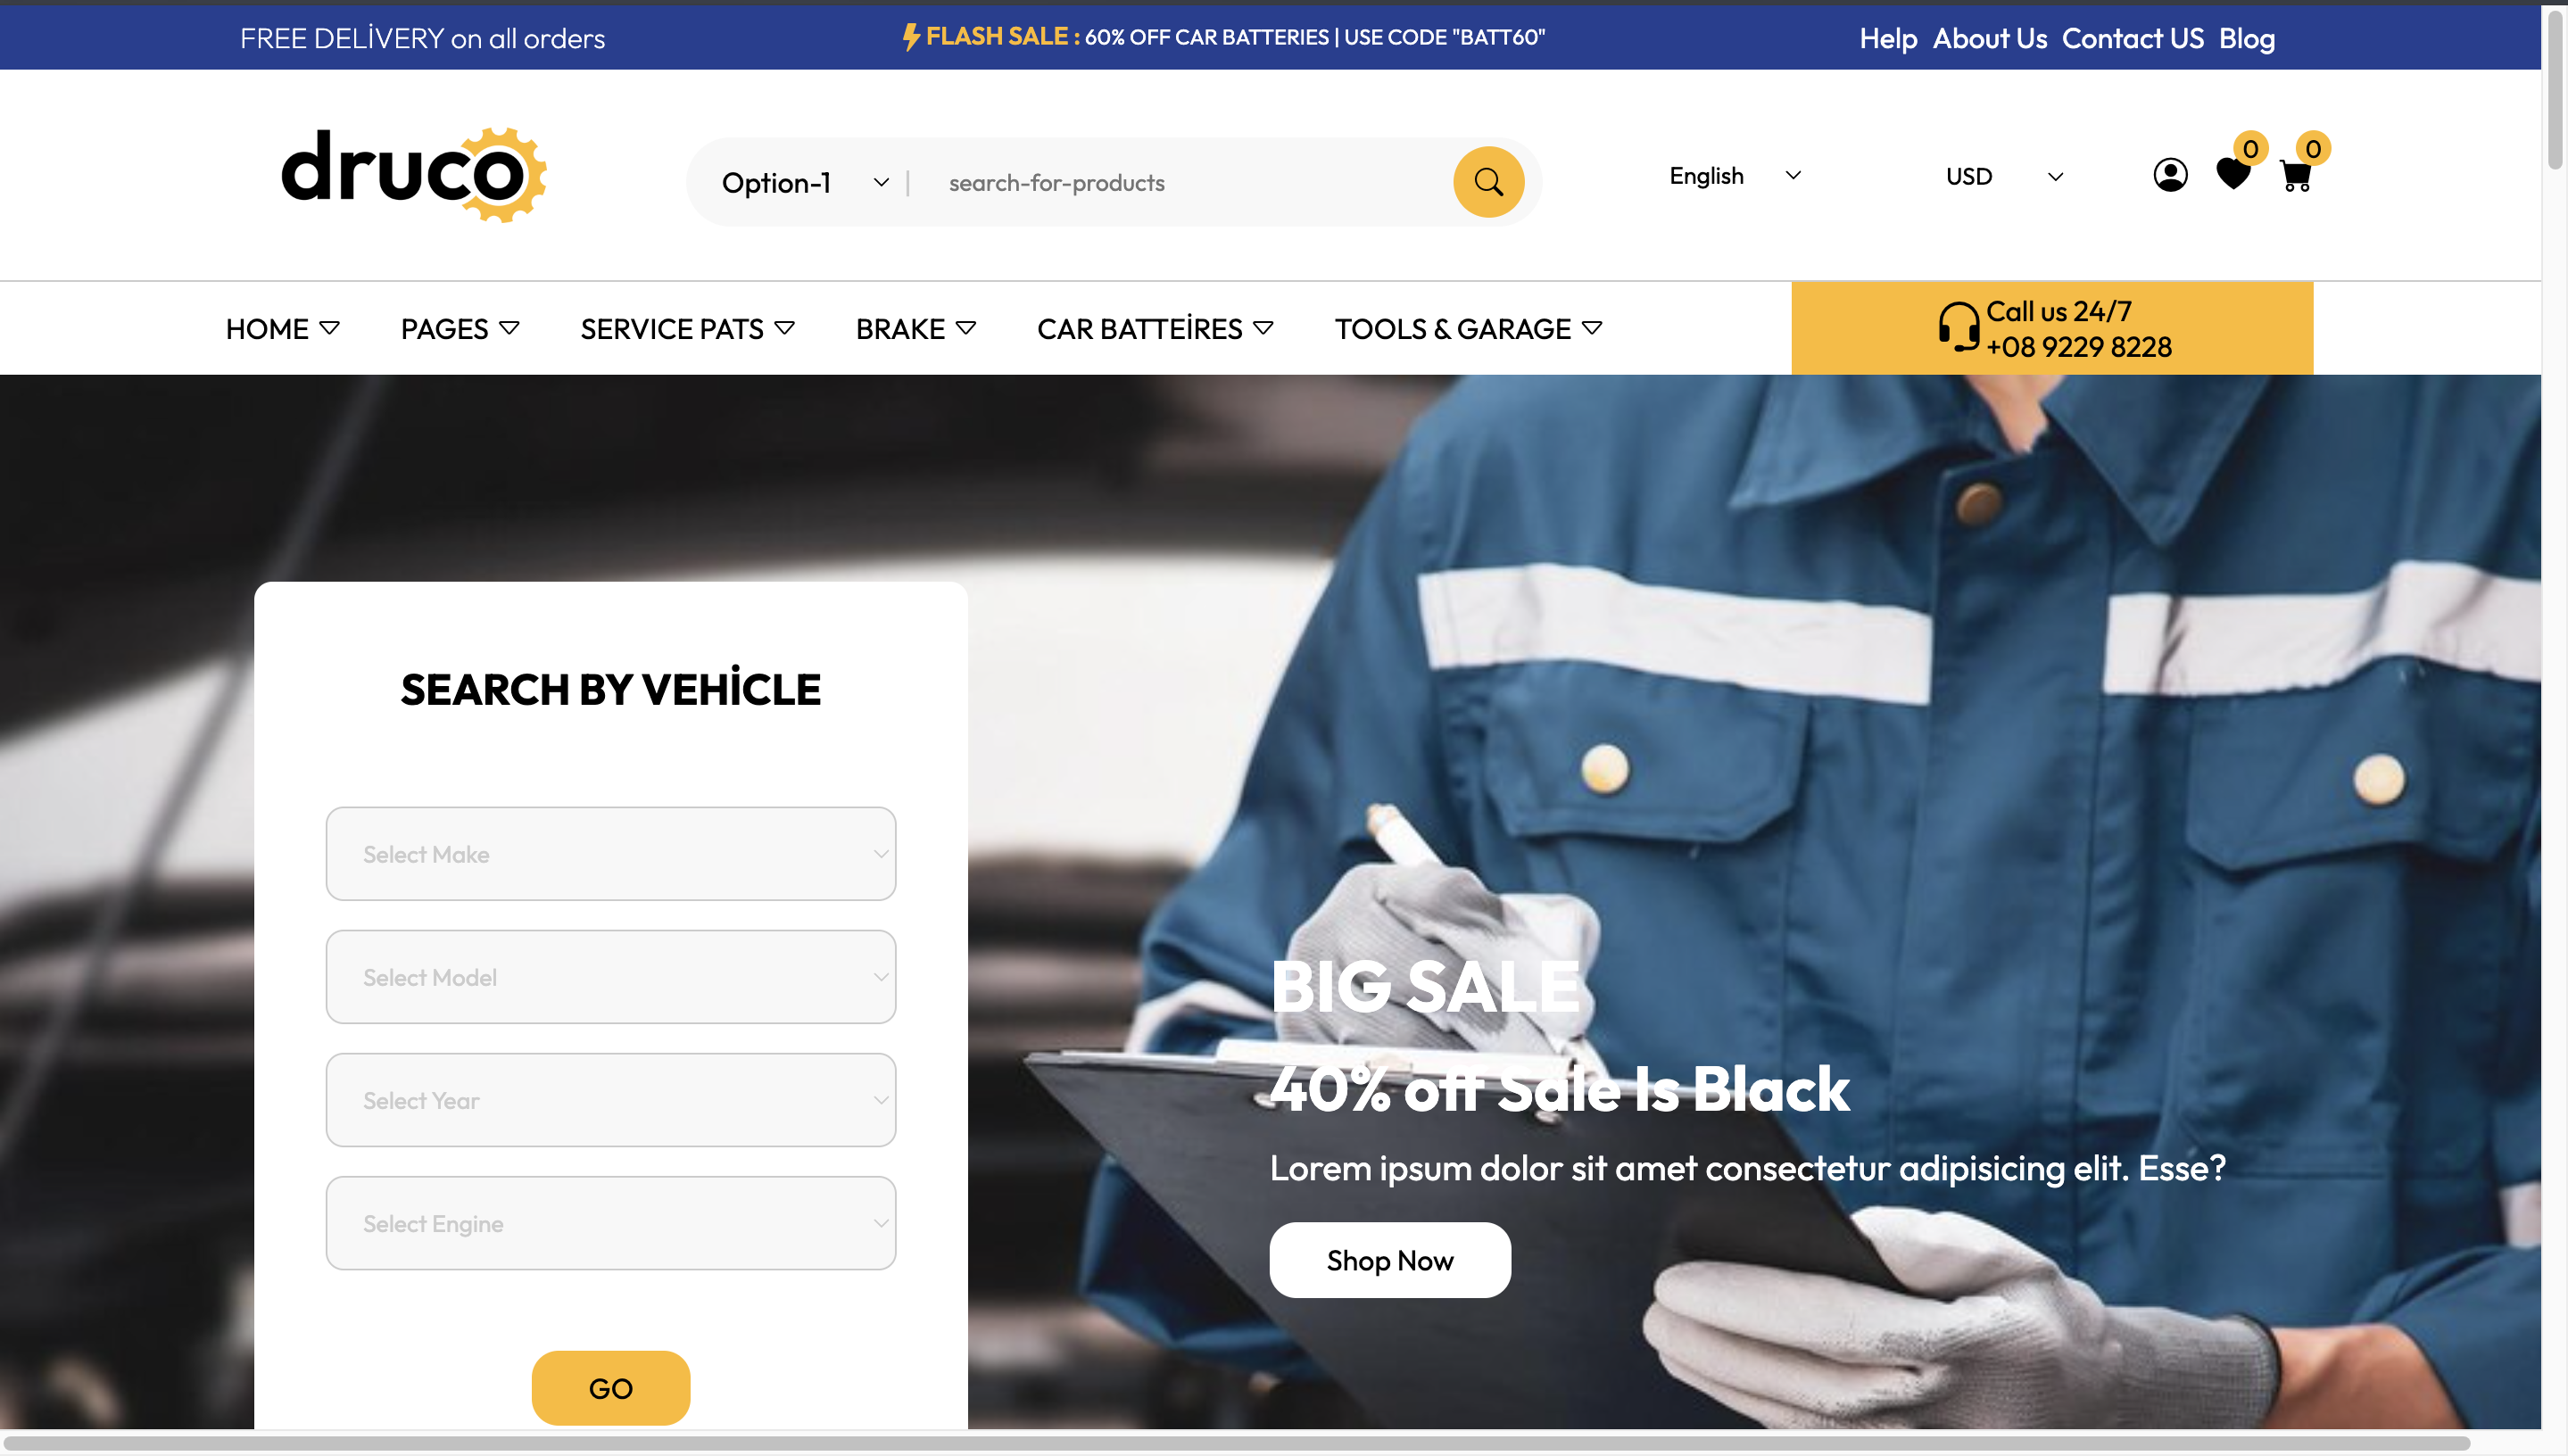 FREE DELİVERY on all orders
FLASH SALE : 60% OFF CAR BATTERIES | USE CODE "BATT60"
Help About Us Contact US Blog
druco
Option-1
search-for-products
English
USD
0
0
HOME
PAGES
SERVICE PATS
BRAKE
CAR BATTEİRES
TOOLS & GARAGE
Call us 24/7
+08 9229 8228
SEARCH BY VEHİCLE
Select Make
Select Model
Select Year
Select Engine
GO
BIG SALE
40% off Sale Is Black
Lorem ipsum dolor sit amet consectetur adipisicing elit. Esse?
Shop Now